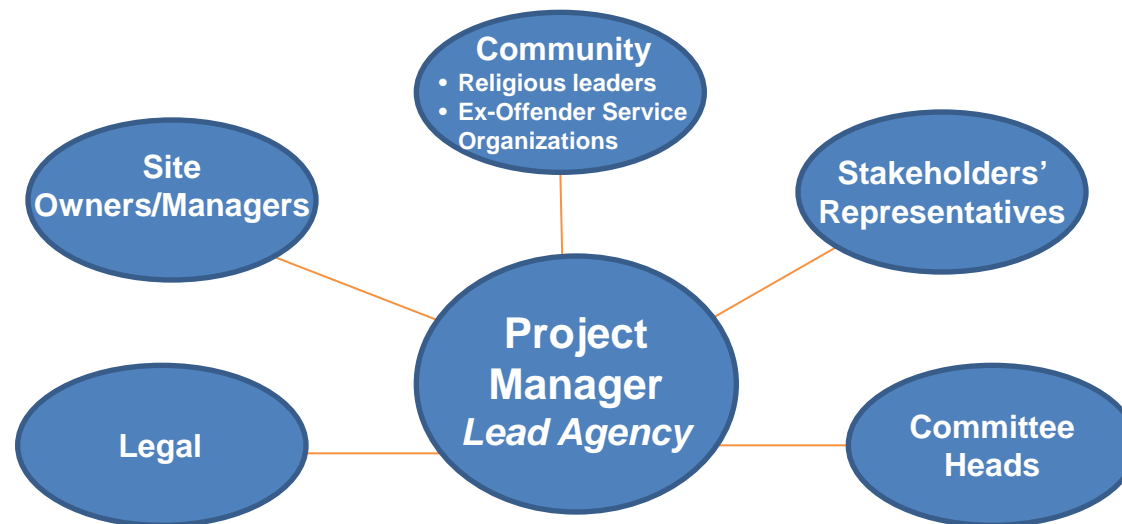 Community
• Religious leaders
• Ex-Offender Service
Organizations
Site
Owners/Managers
Stakeholders’
Representatives
Project
Manager
Lead Agency
Legal
Committee
Heads